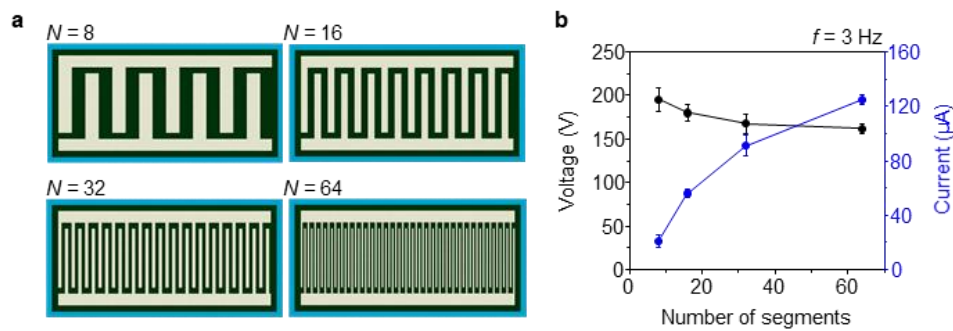 a
N = 8
N = 16
N = 32
N = 64
b
f = 3 Hz
250
200
150
100
50
0
Voltage (V)
160
120
80
40
0
Current (µA)
0
20
40
60
Number of segments